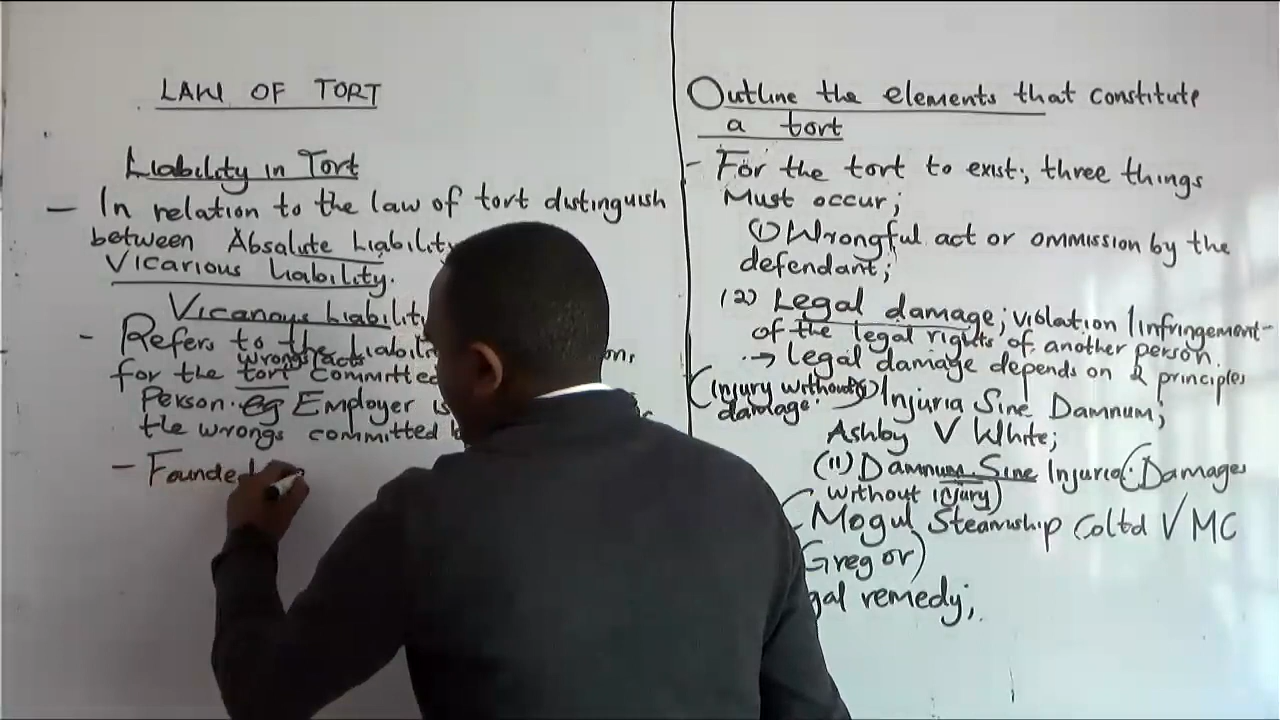 LAW OF TORT
Liability in Tort
— In relation to the law of tort distinguish
between Absolute Liability
Vicarious Liability.
Vicarious Liability
- Refers to the Liabilit on,
wrongs/acts
for the tort committed
Person. eg Employer is
the wrongs committed
- Founded
Outline the elements that constitute
a tort
- For the tort to exist; three things
Must occur;
(1) Wrongful act or ommission by the
defendant;
(2) Legal damage; violation /infringement
of the legal rights of another person.
→ Legal damage depends on 2 principles
(Injury without (i) Injuria Sine Damnum;
damage.
Ashby V White;
(11) Damnum Sine Injuria (Damages
without injury)
(Mogul Steamship Coltd V MC
Gregor)
gal remedy;